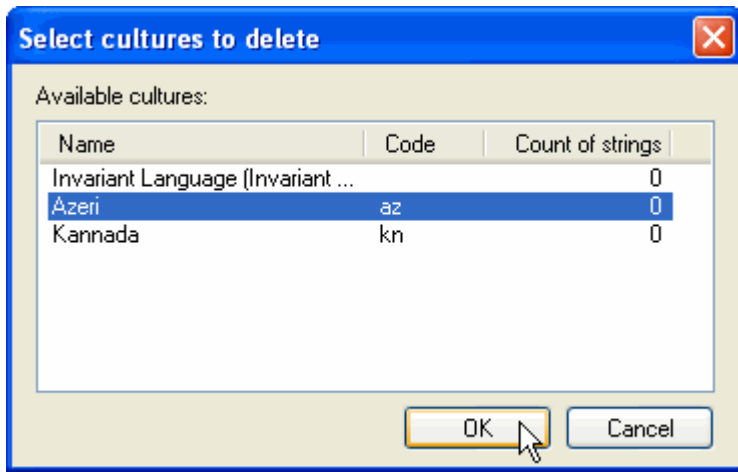 Select cultures to delete
Available cultures:
Name Code Count of strings
Invariant Language (Invariant ... 0
Azeri az 0
Kannada kn 0
OK Cancel